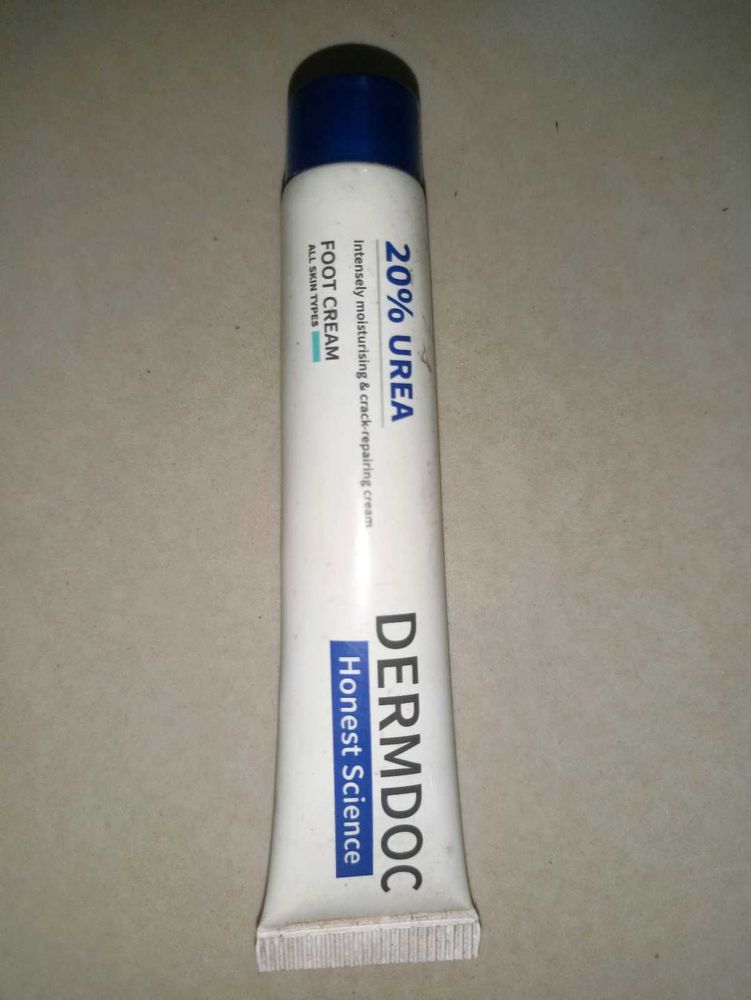 20% UREA
Intensely moisturising & crack-repairing cream
FOOT CREAM
ALL SKIN TYPES
DERMDOC
Honest Science